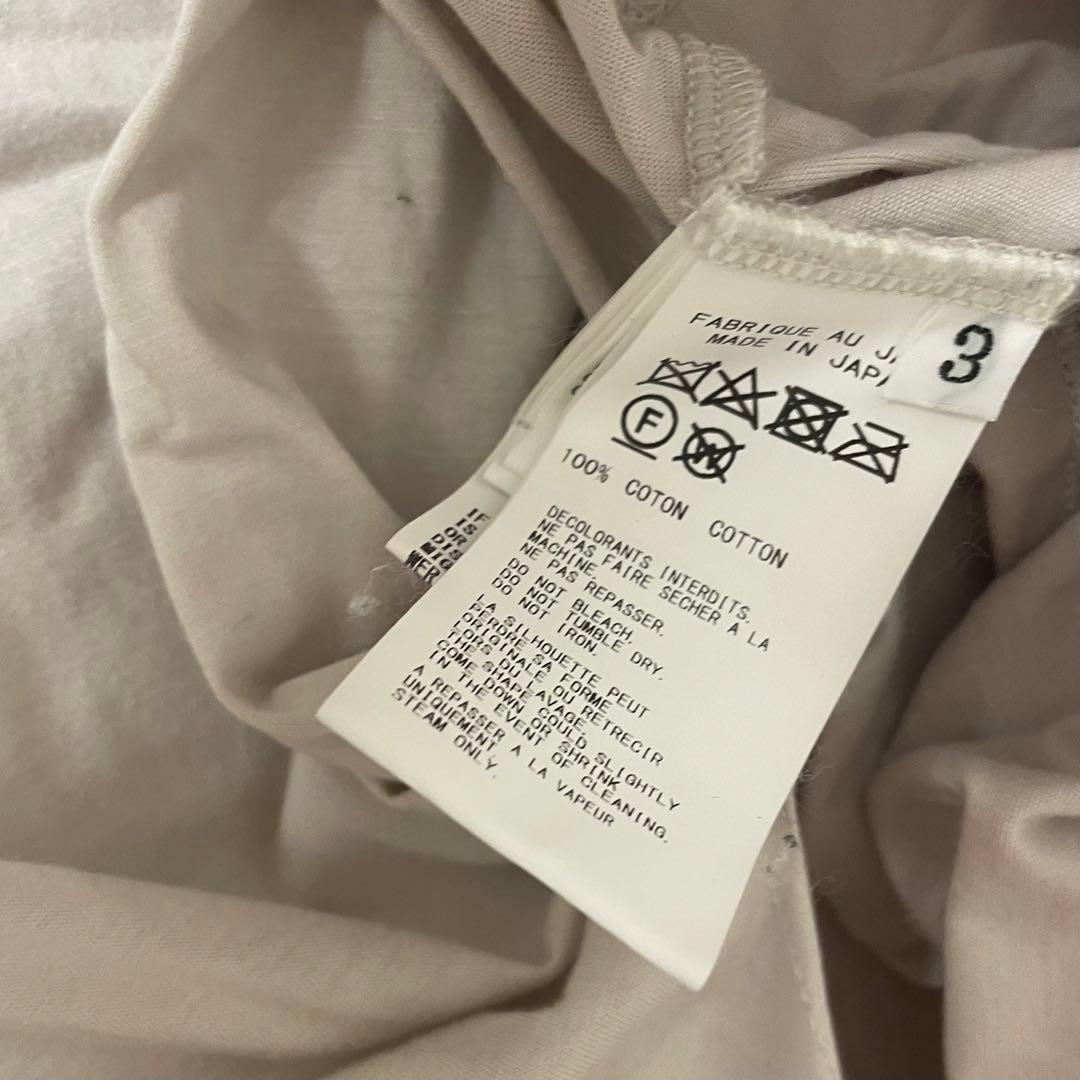 FABRIQUE AU
MADE IN
3
F
W
100% COTON COTTON
DECOLORANTS INTERDITS.
NE PAS FAIRE SECHER A LA
MACHINE.
NE PAS REPASSER.
DO NOT BLEACH.
DO NOT TUMBLE DRY.
DO NOT IRON.
LA SILHOUETTE PEUT
PERDRE SA FORME
ORIGINALE OU RETRECIR
LORS DU LAVAGE.
THE SHAPE COULD SLIGHTLY
COME DOWN OR SHRINK
IN THE EVENT OF CLEANING.
A REPASSER A LA VAPEUR
UNIQUEMENT.
STEAM ONLY.
IF
IS
OR